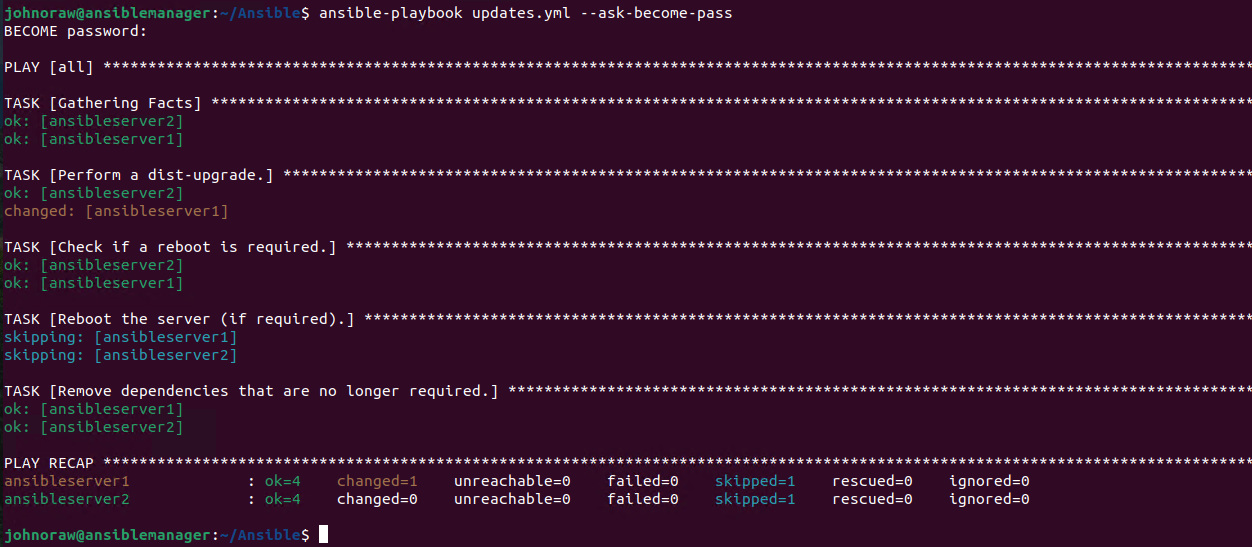 johnoraw@ansiblemanager:~/Ansible$ ansible-playbook updates.yml --ask-become-pass
BECOME password:
PLAY [all] ********************************************************************************************************************************
TASK [Gathering Facts] ********************************************************************************************************************
ok: [ansibleserver2]
ok: [ansibleserver1]
TASK [Perform a dist-upgrade.] ************************************************************************************************************
ok: [ansibleserver2]
changed: [ansibleserver1]
TASK [Check if a reboot is required.] *****************************************************************************************************
ok: [ansibleserver2]
ok: [ansibleserver1]
TASK [Reboot the server (if required).] ***************************************************************************************************
skipping: [ansibleserver1]
skipping: [ansibleserver2]
TASK [Remove dependencies that are no longer required.] ***********************************************************************************
ok: [ansibleserver1]
ok: [ansibleserver2]
PLAY RECAP ********************************************************************************************************************************
ansibleserver1             : ok=4    changed=1    unreachable=0    failed=0    skipped=1    rescued=0    ignored=0
ansibleserver2             : ok=4    changed=0    unreachable=0    failed=0    skipped=1    rescued=0    ignored=0
johnoraw@ansiblemanager:~/Ansible$